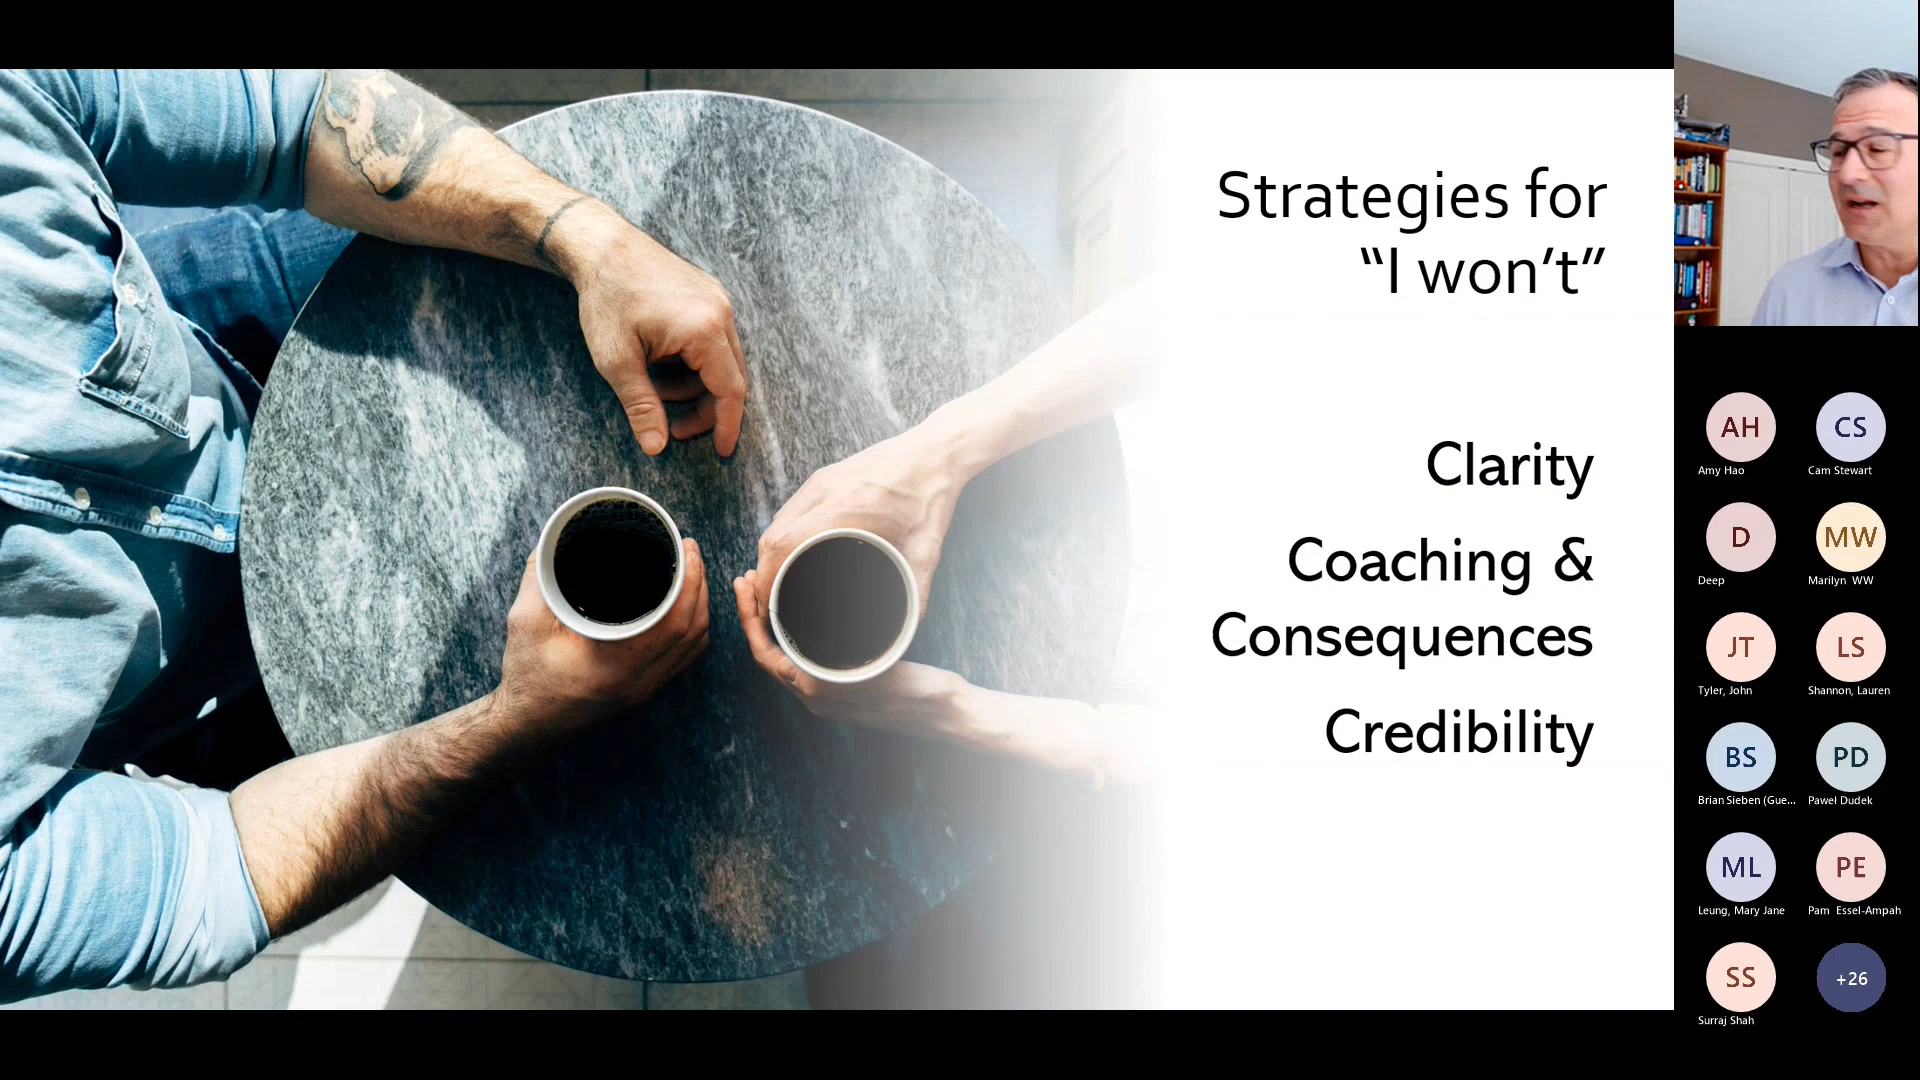 Strategies for
“I won’t”
Clarity
Coaching &
Consequences
Credibility
AH
Amy Hao
CS
Cam Stewart
D
Deep
MW
Marilyn WW
JT
Tyler, John
LS
Shannon, Lauren
BS
Brian Sieben (Gue...
PD
Paweł Dudek
ML
Leung, Mary Jane
PE
Pam Essel-Ampah
SS
Surraj Shah
+26